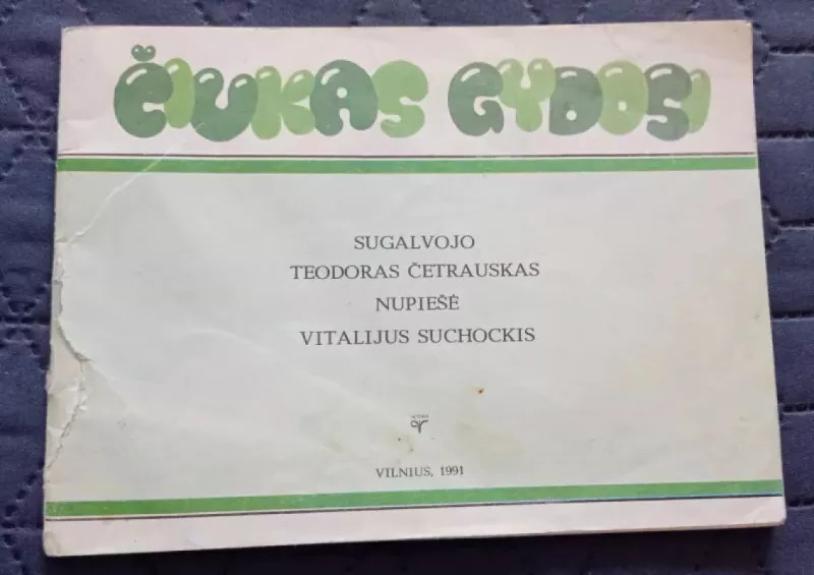 ČIUKAS GYDOSI
SUGALVOJO
TEODORAS ČETRAUSKAS
NUPIEŠĖ
VITALIJUS SUCHOCKIS
VILNIUS, 1991